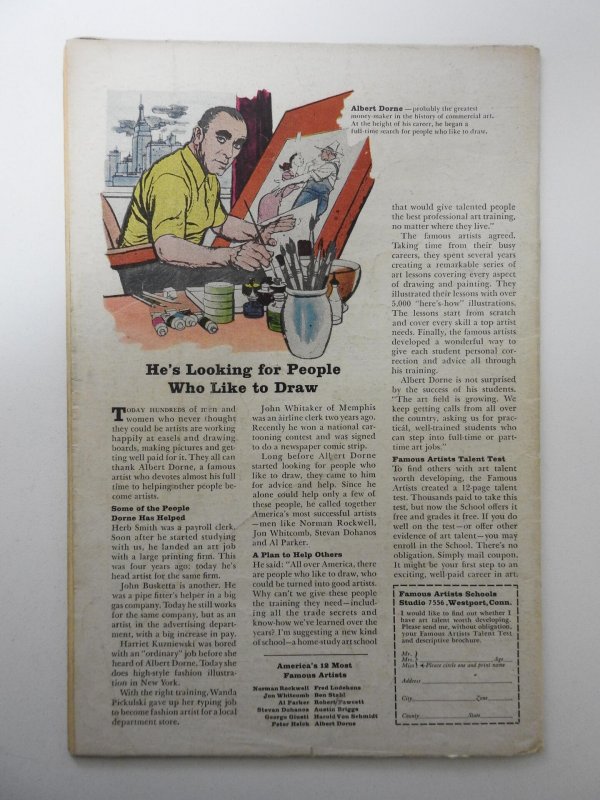 Albert Dorne — probably the greatest
money-maker in the history of commercial art.
At the height of his career, he began a
full-time search for people who like to draw.
He's Looking for People
Who Like to Draw
TODAY HUNDREDS of men and
women who never thought
they could be artists are working
happily at easels and drawing
boards, making pictures and get-
ting well paid for it. They all can
thank Albert Dorne, a famous
artist who devotes almost his full
time to helping other people be-
come artists.
Some of the People
Dorne Has Helped
Herb Smith was a payroll clerk.
Soon after he started studying
with us, he landed an art job
with a large printing firm. This
was four years ago; today he's
head artist for the same firm.
John Busketta is another. He
was a pipe fitter's helper in a big
gas company. Today he still works
for the same company, but as an
artist in the advertising depart-
ment, with a big increase in pay.
Harriet Kuzniewski was bored
with an "ordinary" job before she
heard of Albert Dorne. Today she
does high-style fashion illustra-
tion in New York.
With the right training, Wanda
Pickulski gave up her typing job
to become fashion artist for a local
department store.
John Whitaker of Memphis
was an airline clerk two years ago.
Recently he won a national car-
tooning contest and was signed
to do a newspaper comic strip.
Long before Albert Dorne
started looking for people who
like to draw, they came to him
for advice and help. Since he
alone could help only a few of
these people, he called together
America's most successful artists
—men like Norman Rockwell,
Jon Whitcomb, Stevan Dohanos
and Al Parker.
A Plan to Help Others
He said: "All over America, there
are people who like to draw, who
could be turned into good artists.
Why can't we give these people
the training they need—includ-
ing all the trade secrets and
know-how we've learned over the
years? I'm suggesting a new kind
of school—a home-study art school
America's 12 Most
Famous Artists
Norman Rockwell
Jon Whitcomb
Al Parker
Stevan Dohanos
George Giusti
Peter Helck
Fred Ludekens
Ben Stahl
Robert Fawcett
Austin Briggs
Harold Von Schmidt
Albert Dorne
that would give talented people
the best professional art training,
no matter where they live."
The famous artists agreed.
Taking time from their busy
careers, they spent several years
creating a remarkable series of
art lessons covering every aspect
of drawing and painting. They
illustrated their lessons with over
5,000 "here's-how" illustrations.
The lessons start from scratch
and cover every skill a top artist
needs. Finally, the famous artists
developed a wonderful way to
give each student personal cor-
rection and advice all through
his training.
Albert Dorne is not surprised
by the success of his students.
"The art field is growing. We
keep getting calls from all over
the country, asking us for prac-
tical, well-trained students who
can step into full-time or part-
time art jobs."
Famous Artists Talent Test
To find others with art talent
worth developing, the Famous
Artists created a 12-page talent
test. Thousands paid to take this
test, but now the School offers it
free and grades it free. If you do
well on the test—or offer other
evidence of art talent—you may
enroll in the School. There's no
obligation. Simply mail coupon.
It might be your first step to an
exciting, well-paid career in art.
Famous Artists Schools
Studio 7556, Westport, Conn.
I would like to find out whether I
have art talent worth developing.
Please send me, without obligation,
your Famous Artists Talent Test
and descriptive brochure.
Mr.
Mrs. Age
Miss Please circle one and print name
Address
City Zone
County State